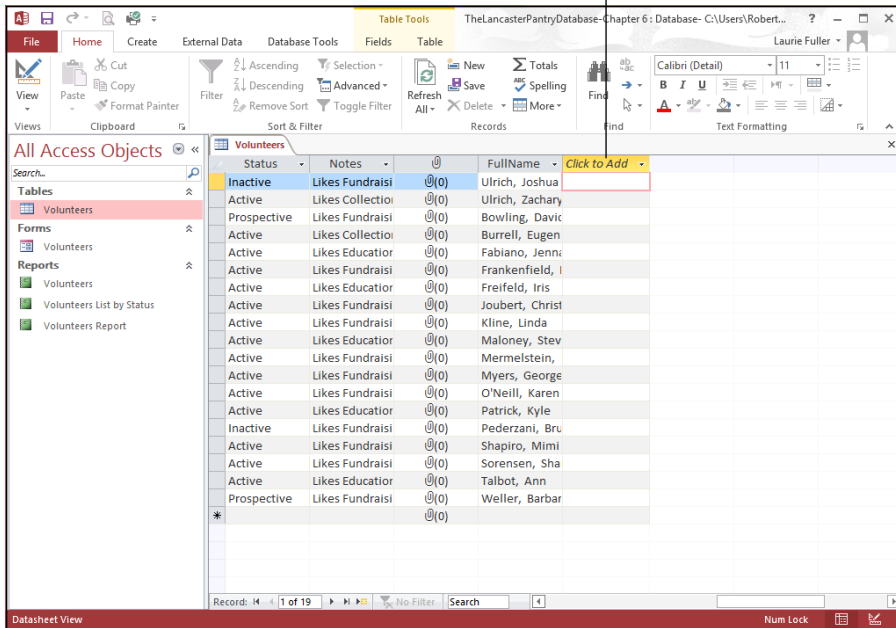 Table Tools TheLancasterPantryDatabase-Chapter 6 : Database- C:\Users\Robert... ?
File Home Create External Data Database Tools Fields Table Laurie Fuller
View
Paste
Cut
Copy
Format Painter
Filter
Ascending
Descending
Remove Sort
Selection
Advanced
Toggle Filter
Refresh All
New
Save
Delete
Totals
Spelling
More
Find
ab
ac
Calibri (Detail) 11
B I U
A
Views Clipboard Sort & Filter Records Find Text Formatting
All Access Objects
Search...
Tables
Volunteers
Forms
Volunteers
Reports
Volunteers
Volunteers List by Status
Volunteers Report
Volunteers
Status Notes FullName Click to Add
Inactive Likes Fundraisi (0) Ulrich, Joshua
Active Likes Collection (0) Ulrich, Zachary
Prospective Likes Fundraisi (0) Bowling, David
Active Likes Collection (0) Burrell, Eugen
Active Likes Education (0) Fabiano, Jenna
Active Likes Fundraisi (0) Frankenfield,
Active Likes Education (0) Freifeld, Iris
Active Likes Fundraisi (0) Joubert, Christ
Active Likes Fundraisi (0) Kline, Linda
Active Likes Education (0) Maloney, Stev
Active Likes Fundraisi (0) Mermelstein,
Active Likes Fundraisi (0) Myers, George
Active Likes Fundraisi (0) O'Neill, Karen
Active Likes Education (0) Patrick, Kyle
Inactive Likes Fundraisi (0) Pederzani, Bru
Active Likes Fundraisi (0) Shapiro, Mimi
Active Likes Fundraisi (0) Sorensen, Sha
Active Likes Education (0) Talbot, Ann
Prospective Likes Fundraisi (0) Weller, Barbar
(0)
Record: 1 of 19 No Filter Search
Datasheet View Num Lock